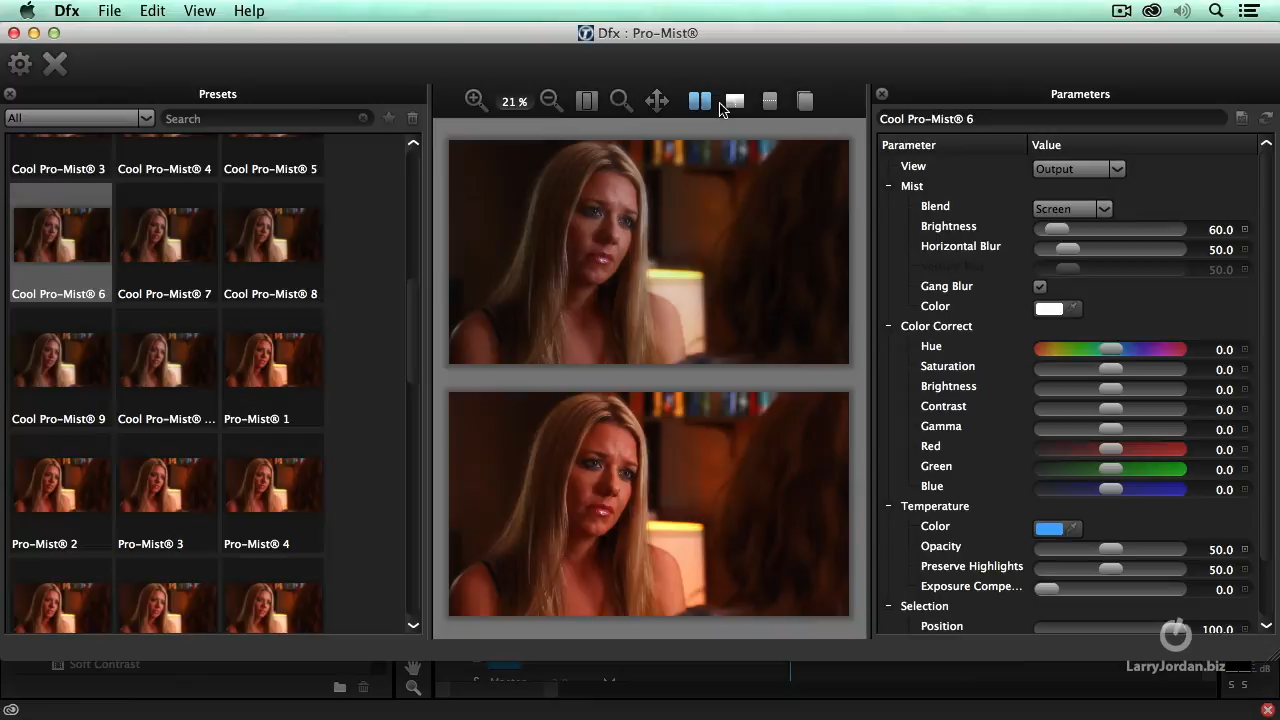 Dfx File Edit View Help
Dfx : Pro-Mist®
Presets
All
Search
Cool Pro-Mist® 3
Cool Pro-Mist® 4
Cool Pro-Mist® 5
Cool Pro-Mist® 6
Cool Pro-Mist® 7
Cool Pro-Mist® 8
Cool Pro-Mist® 9
Cool Pro-Mist® ...
Pro-Mist® 1
Pro-Mist® 2
Pro-Mist® 3
Pro-Mist® 4
Soft Contrast
21 %
Parameters
Cool Pro-Mist® 6
Parameter Value
View Output
Mist
Blend Screen
Brightness 60.0
Horizontal Blur 50.0
50.0
Gang Blur
Color
Color Correct
Hue 0.0
Saturation 0.0
Brightness 0.0
Contrast 0.0
Gamma 0.0
Red 0.0
Green 0.0
Blue 0.0
Temperature
Color
Opacity 50.0
Preserve Highlights 50.0
Exposure Compe... 0.0
Selection
Position 100.0
LarryJordan.biz
dB
S S